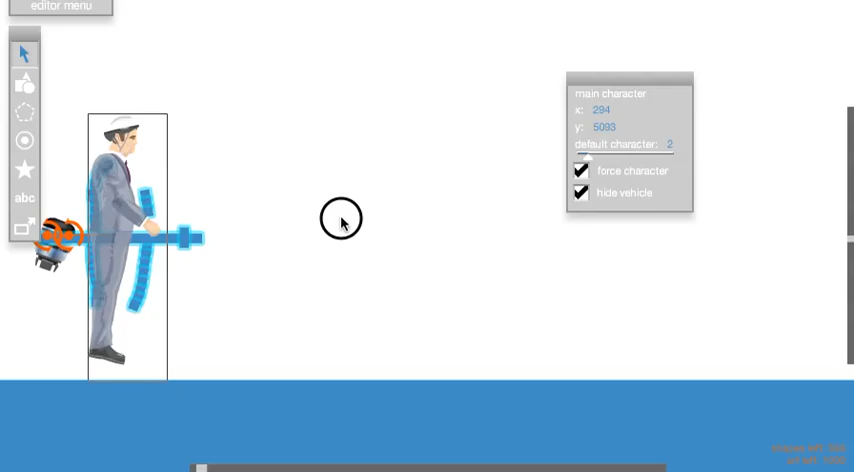 editor menu
abc
main character
x: 294
y: 5093
default character: 2
force character
hide vehicle